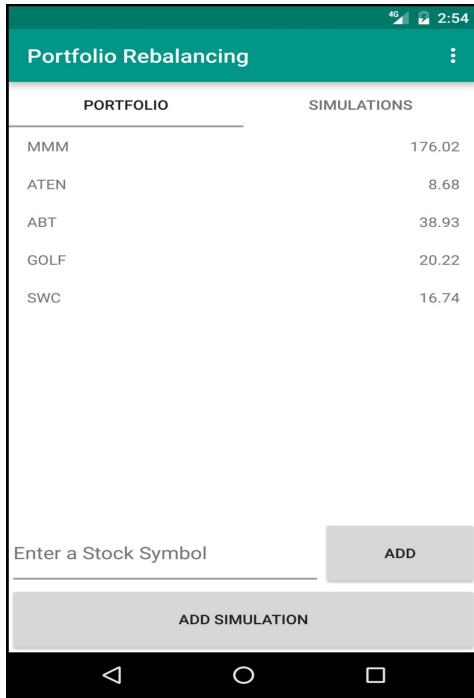 4G 2:54
Portfolio Rebalancing
PORTFOLIO SIMULATIONS
MMM 176.02
ATEN 8.68
ABT 38.93
GOLF 20.22
SWC 16.74
Enter a Stock Symbol ADD
ADD SIMULATION